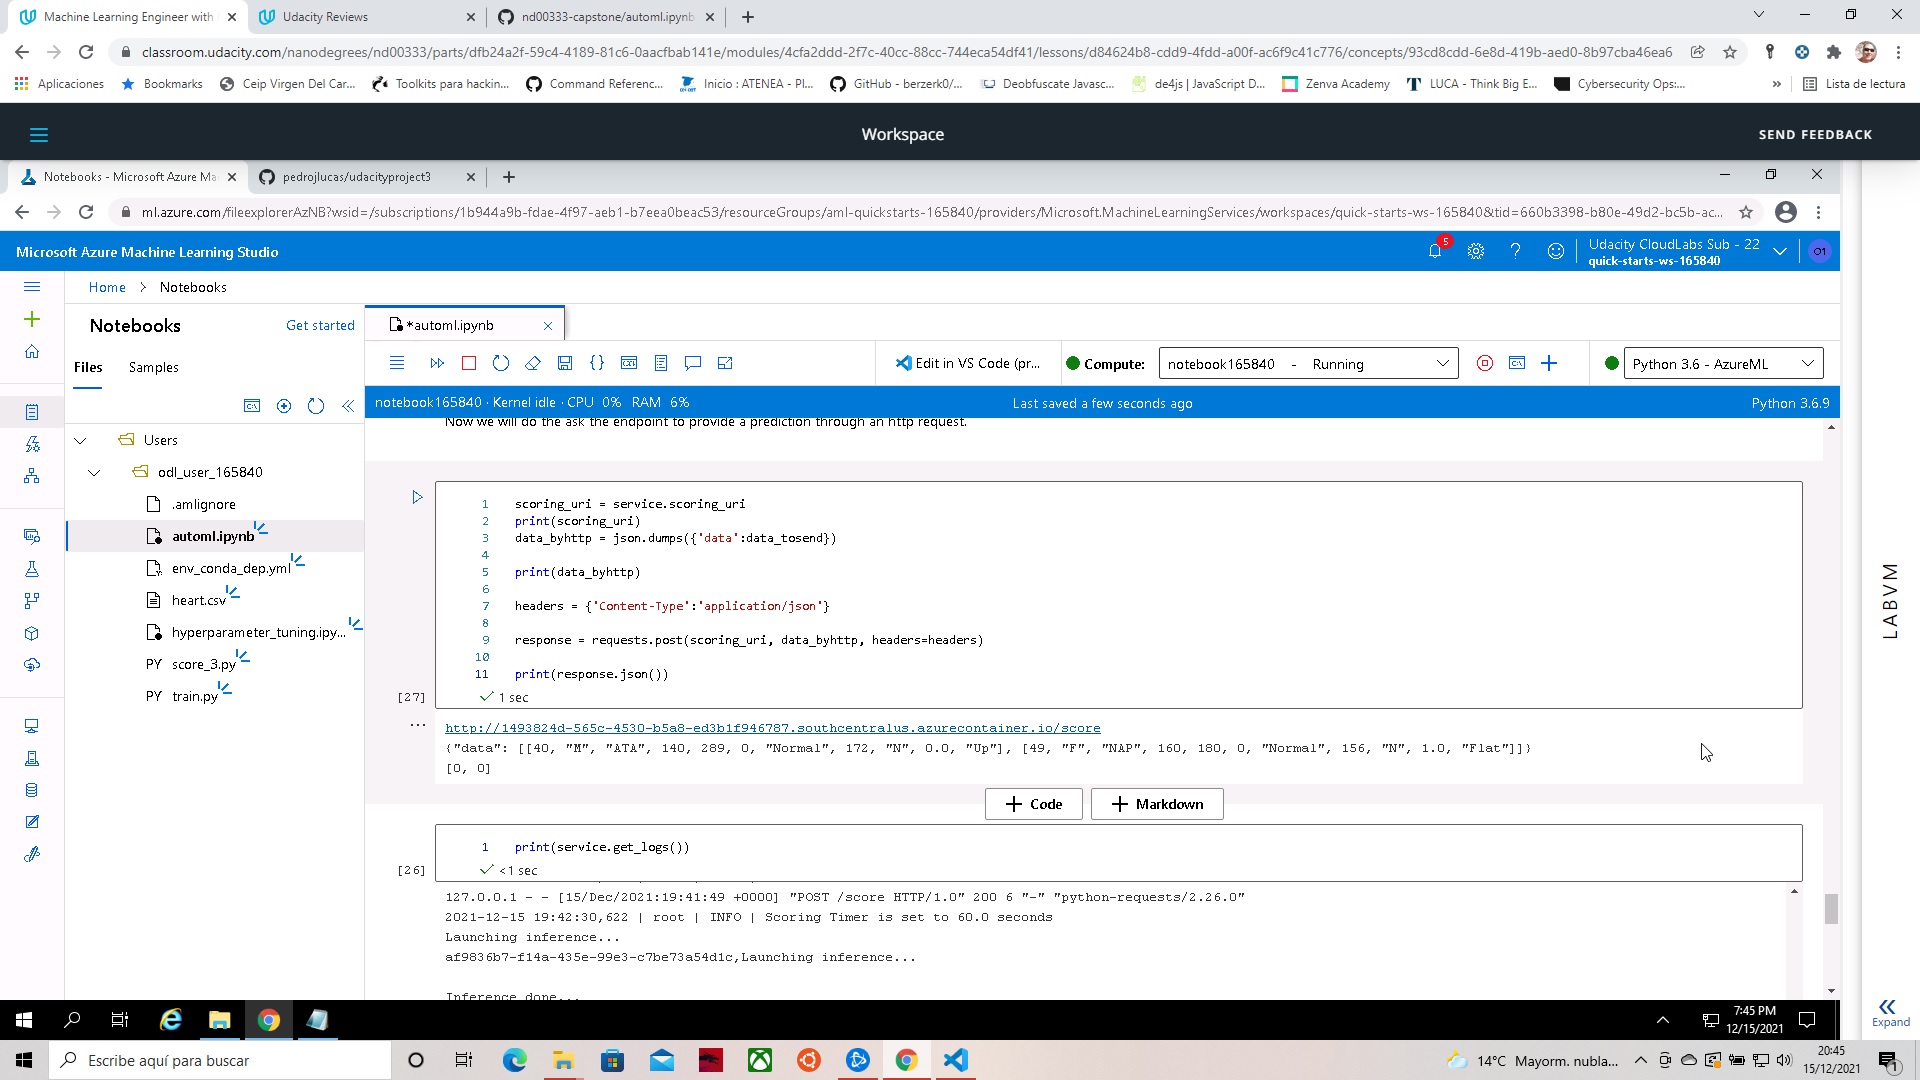 Machine Learning Engineer with
Udacity Reviews
nd00333-capstone/automl.ipynb
classroom.udacity.com/nanodegrees/nd00333/parts/dfb24a2f-59c4-4189-81c6-0aacfbab141e/modules/4cfa2ddd-2f7c-40cc-88cc-744eca54df41/lessons/d84624b8-cdd9-4fdd-a00f-ac6f9c41c776/concepts/93cd8cdd-6e8d-419b-aed0-8b97cba46ea6
Aplicaciones
Bookmarks
Ceip Virgen Del Car...
Toolkits para hackin...
Command Referenc...
Inicio : ATENEA - Pl...
GitHub - berzerk0/...
Deobfuscate Javasc...
de4js | JavaScript D...
Zenva Academy
LUCA - Think Big E...
Cybersecurity Ops:...
»
Lista de lectura
Workspace
SEND FEEDBACK
Notebooks - Microsoft Azure Ma
pedrojlucas/udacityproject3
ml.azure.com/fileexplorerAzNB?wsid=/subscriptions/1b944a9b-fdae-4f97-aeb1-b7eea0beac53/resourceGroups/aml-quickstarts-165840/providers/Microsoft.MachineLearningServices/workspaces/quick-starts-ws-165840&tid=660b3398-b80e-49d2-bc5b-ac...
Microsoft Azure Machine Learning Studio
5
Udacity CloudLabs Sub - 22
quick-starts-ws-165840
O1
Home > Notebooks
Notebooks
Get started
Files
Samples
Users
odl_user_165840
.amlignore
automl.ipynb
env_conda_dep.yml
heart.csv
hyperparameter_tuning.ipy...
PY score_3.py
PY train.py
*automl.ipynb
Edit in VS Code (pr...
Compute:
notebook165840 - Running
Python 3.6 - AzureML
notebook165840 · Kernel idle · CPU 0% RAM 6%
Last saved a few seconds ago
Python 3.6.9
Now we will do the ask the endpoint to provide a prediction through an http request.
1 scoring_uri = service.scoring_uri
2 print(scoring_uri)
3 data_byhttp = json.dumps({'data':data_tosend})
4
5 print(data_byhttp)
6
7 headers = {'Content-Type':'application/json'}
8
9 response = requests.post(scoring_uri, data_byhttp, headers=headers)
10
11 print(response.json())
[27]
1 sec
http://1493824d-565c-4530-b5a8-ed3b1f946787.southcentralus.azurecontainer.io/score
{"data": [[40, "M", "ATA", 140, 289, 0, "Normal", 172, "N", 0.0, "Up"], [49, "F", "NAP", 160, 180, 0, "Normal", 156, "N", 1.0, "Flat"]]}
[0, 0]
+ Code
+ Markdown
1 print(service.get_logs())
[26]
<1 sec
127.0.0.1 - - [15/Dec/2021:19:41:49 +0000] "POST /score HTTP/1.0" 200 6 "-" "python-requests/2.26.0"
2021-12-15 19:42:30,622 | root | INFO | Scoring Timer is set to 60.0 seconds
Launching inference...
af9836b7-f14a-435e-99e3-c7be73a54d1c,Launching inference...
Inference done...
LABVM
Expand
7:45 PM
12/15/2021
Escribe aquí para buscar
14°C Mayorm. nubla...
20:45
15/12/2021
1